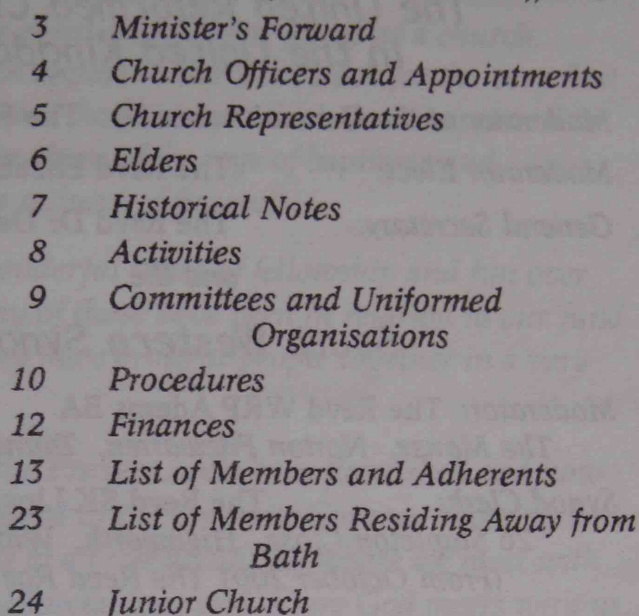 3 Minister's Forward
4 Church Officers and Appointments
5 Church Representatives
6 Elders
7 Historical Notes
8 Activities
9 Committees and Uniformed
Organisations
10 Procedures
12 Finances
13 List of Members and Adherents
23 List of Members Residing Away from
Bath
24 Junior Church